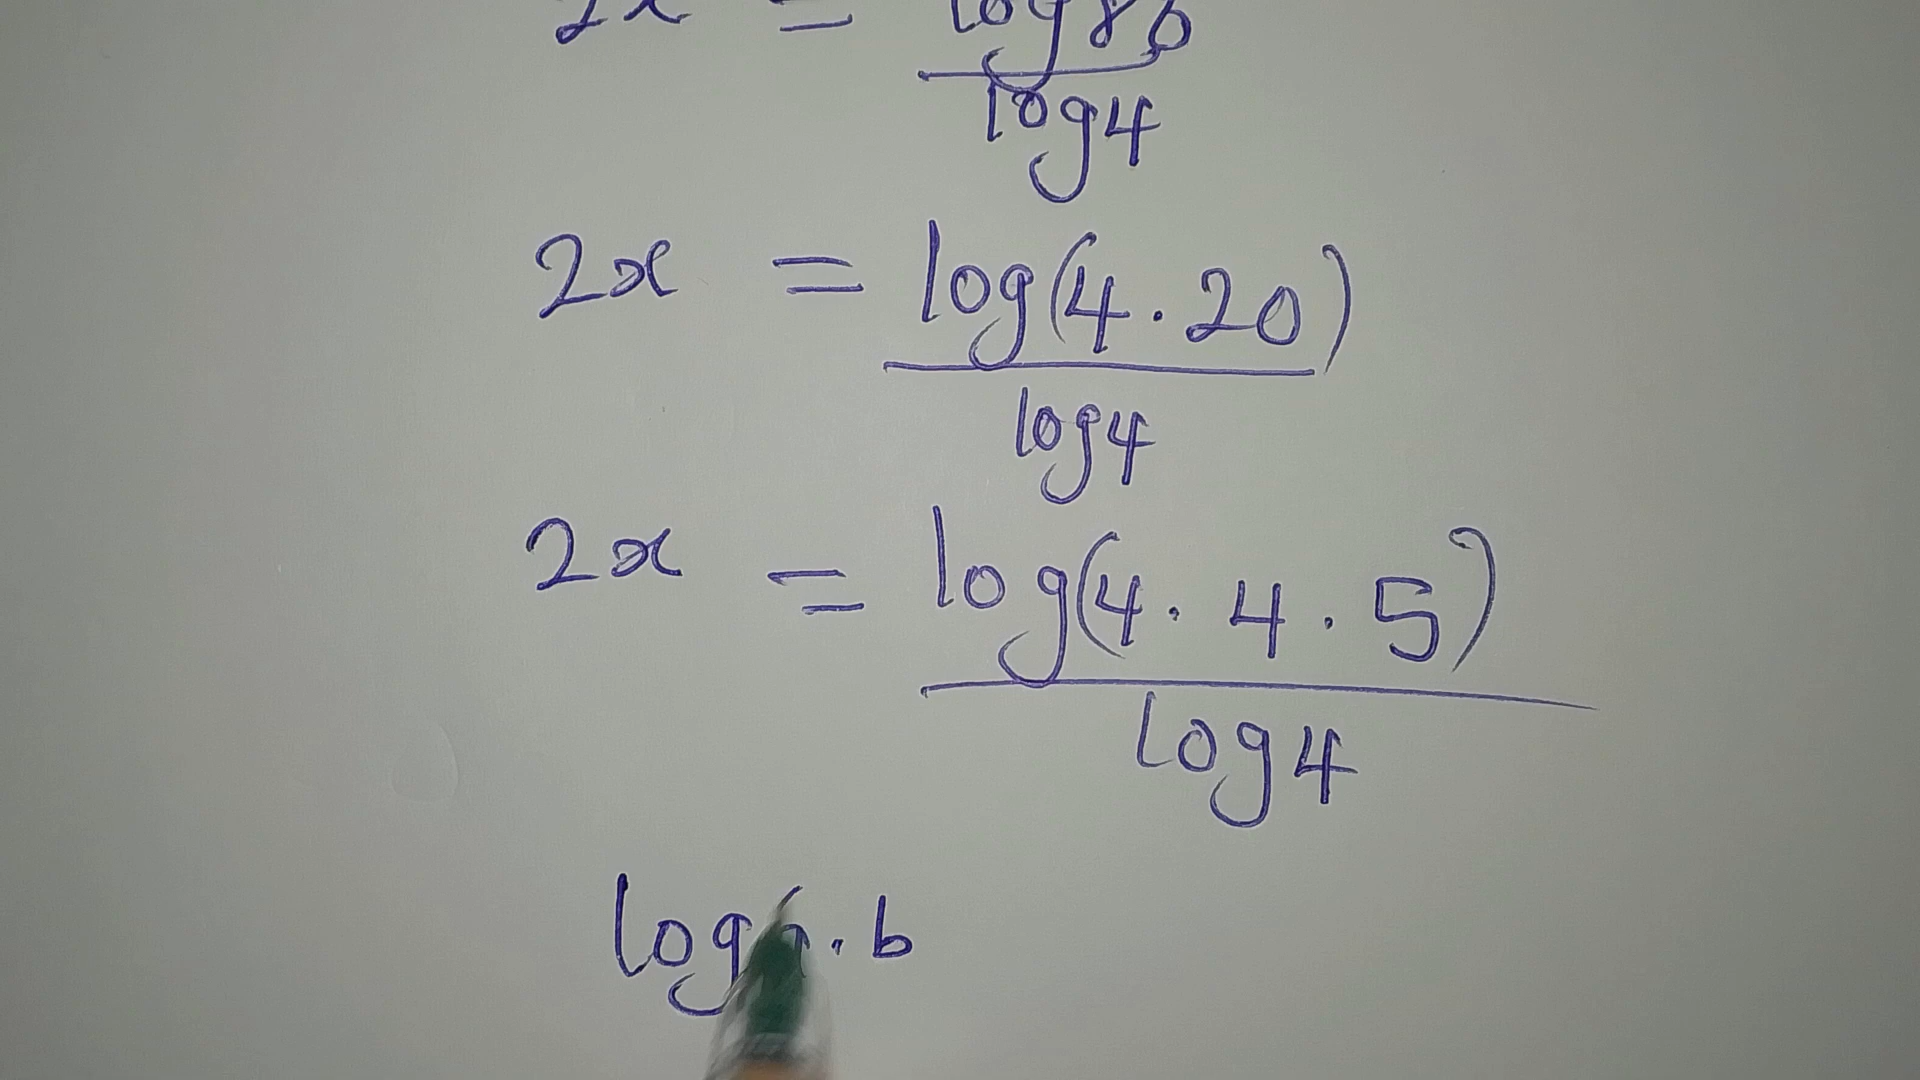 2x = log80
log4
2x = log(4.20)
log4
2x = log(4.4.5)
log4
log(a.b